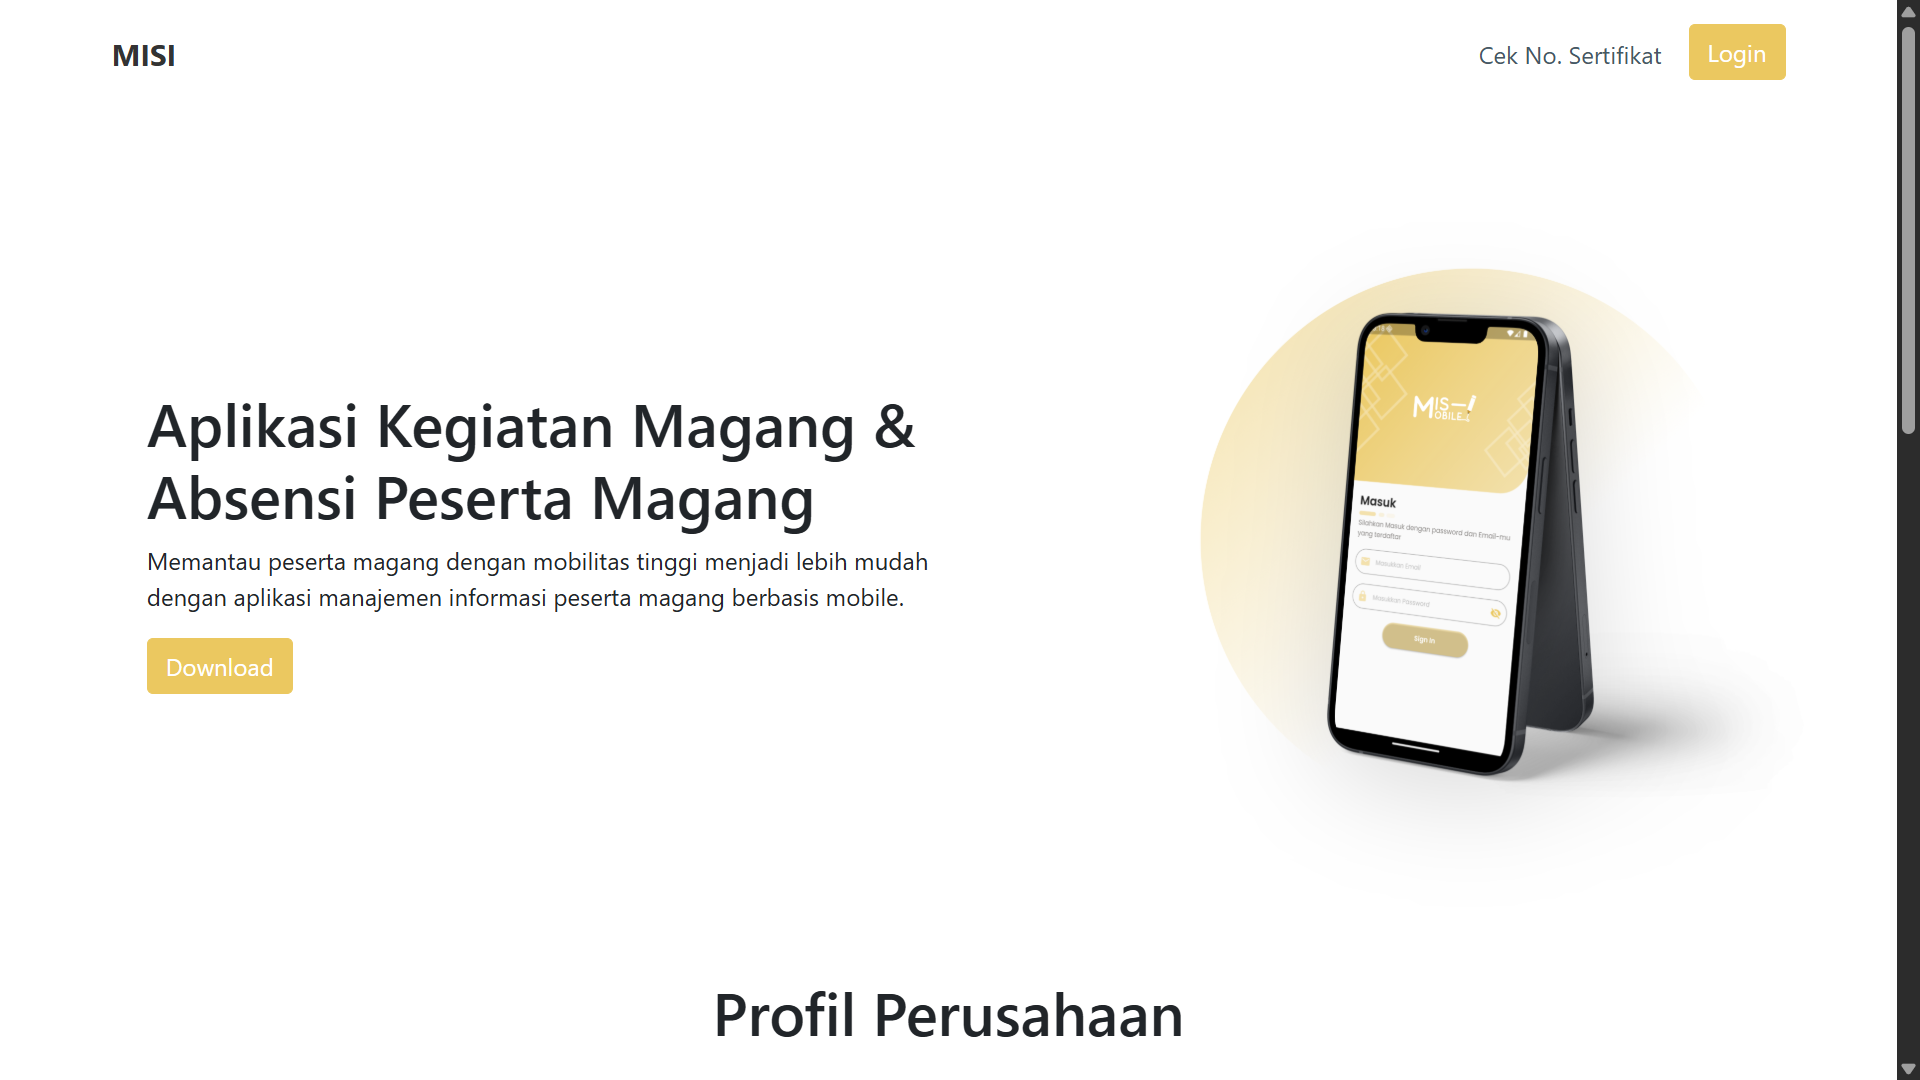 MISI
Cek No. Sertifikat
Login
Aplikasi Kegiatan Magang &
Absensi Peserta Magang
Memantau peserta magang dengan mobilitas tinggi menjadi lebih mudah
dengan aplikasi manajemen informasi peserta magang berbasis mobile.
Download
MIS-I
MOBILE
Masuk
Silahkan Masuk dengan password dan Email-mu
yang terdaftar
Masukkan Email
Masukkan Password
Sign In
Profil Perusahaan